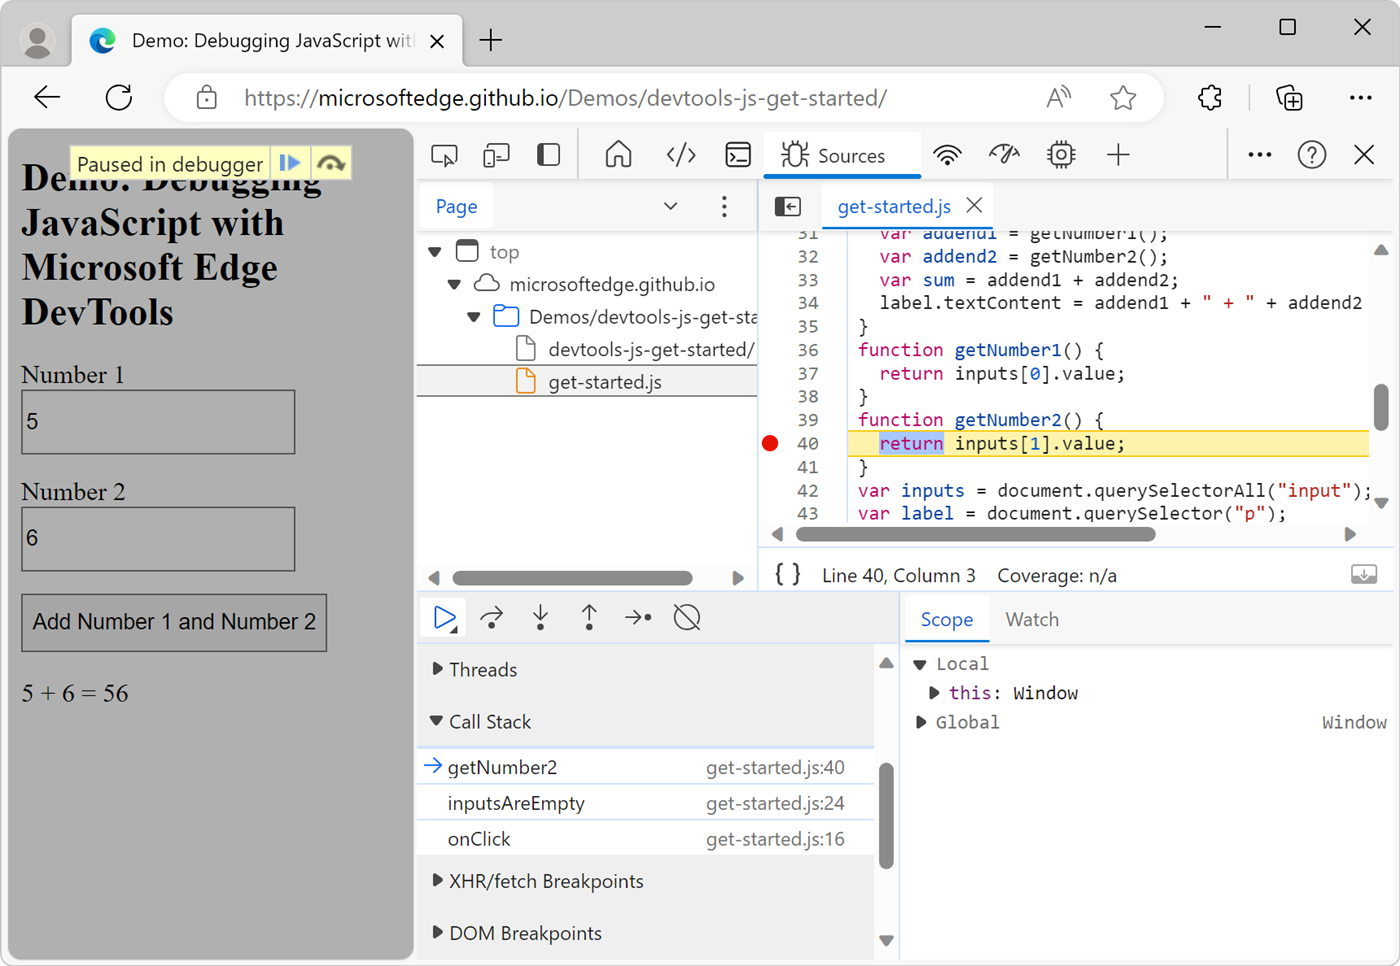 Demo: Debugging JavaScript wit
https://microsoftedge.github.io/Demos/devtools-js-get-started/
Paused in debugger
Demo: Debugging
JavaScript with
Microsoft Edge
DevTools
Number 1
5
Number 2
6
Add Number 1 and Number 2
5 + 6 = 56
Sources
Page
top
microsoftedge.github.io
Demos/devtools-js-get-sta
devtools-js-get-started/
get-started.js
get-started.js
31 var addend1 = getNumber1();
32 var addend2 = getNumber2();
33 var sum = addend1 + addend2;
34 label.textContent = addend1 + " + " + addend2
35 }
36 function getNumber1() {
37 return inputs[0].value;
38 }
39 function getNumber2() {
40 return inputs[1].value;
41 }
42 var inputs = document.querySelectorAll("input");
43 var label = document.querySelector("p");
{ } Line 40, Column 3 Coverage: n/a
Threads
Call Stack
getNumber2 get-started.js:40
inputsAreEmpty get-started.js:24
onClick get-started.js:16
XHR/fetch Breakpoints
DOM Breakpoints
Scope Watch
Local
this: Window
Global Window